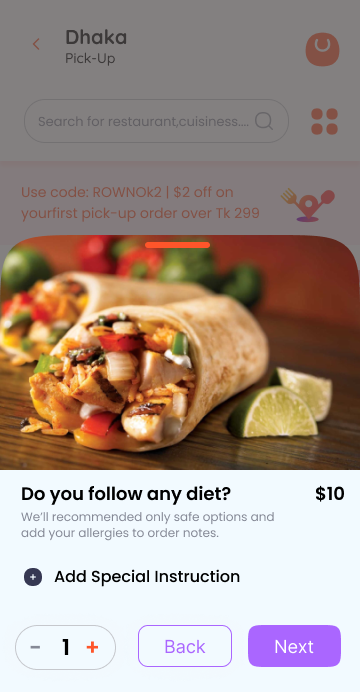 Dhaka
Pick-Up
Search for restaurant,cuisiness....
Use code: ROWNOk2 | $2 off on
yourfirst pick-up order over Tk 299
Do you follow any diet? $10
We'll recommended only safe options and
add your allergies to order notes.
+ Add Special Instruction
- 1 + Back Next